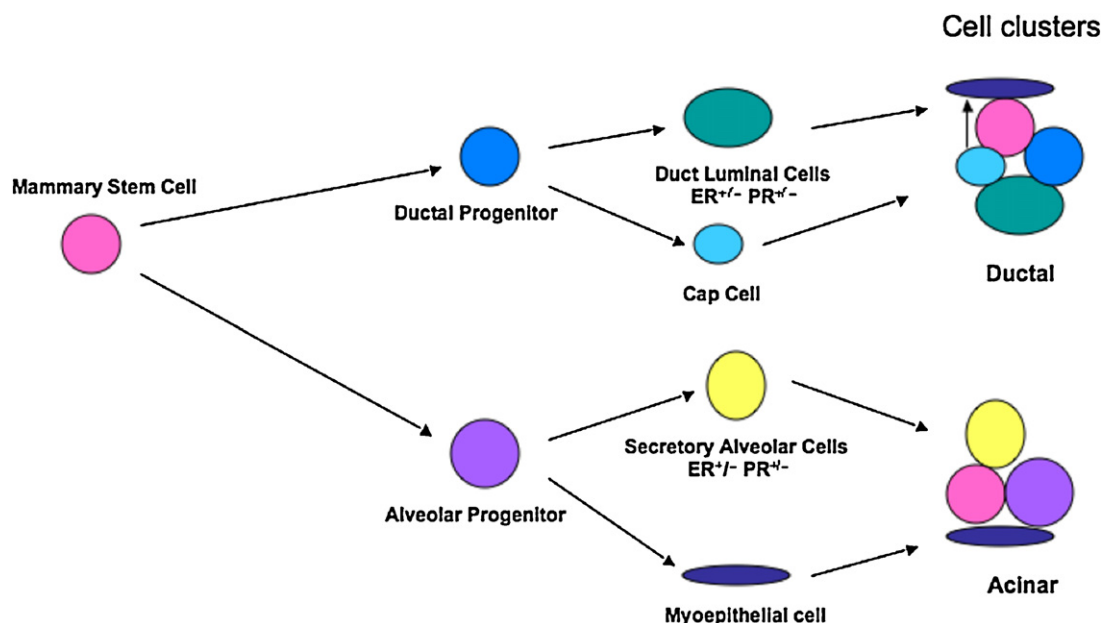 Cell clusters
Mammary Stem Cell
Ductal Progenitor
Duct Luminal Cells
ER+/- PR+/-
Cap Cell
Ductal
Alveolar Progenitor
Secretory Alveolar Cells
ER+/- PR+/-
Myoepithelial cell
Acinar